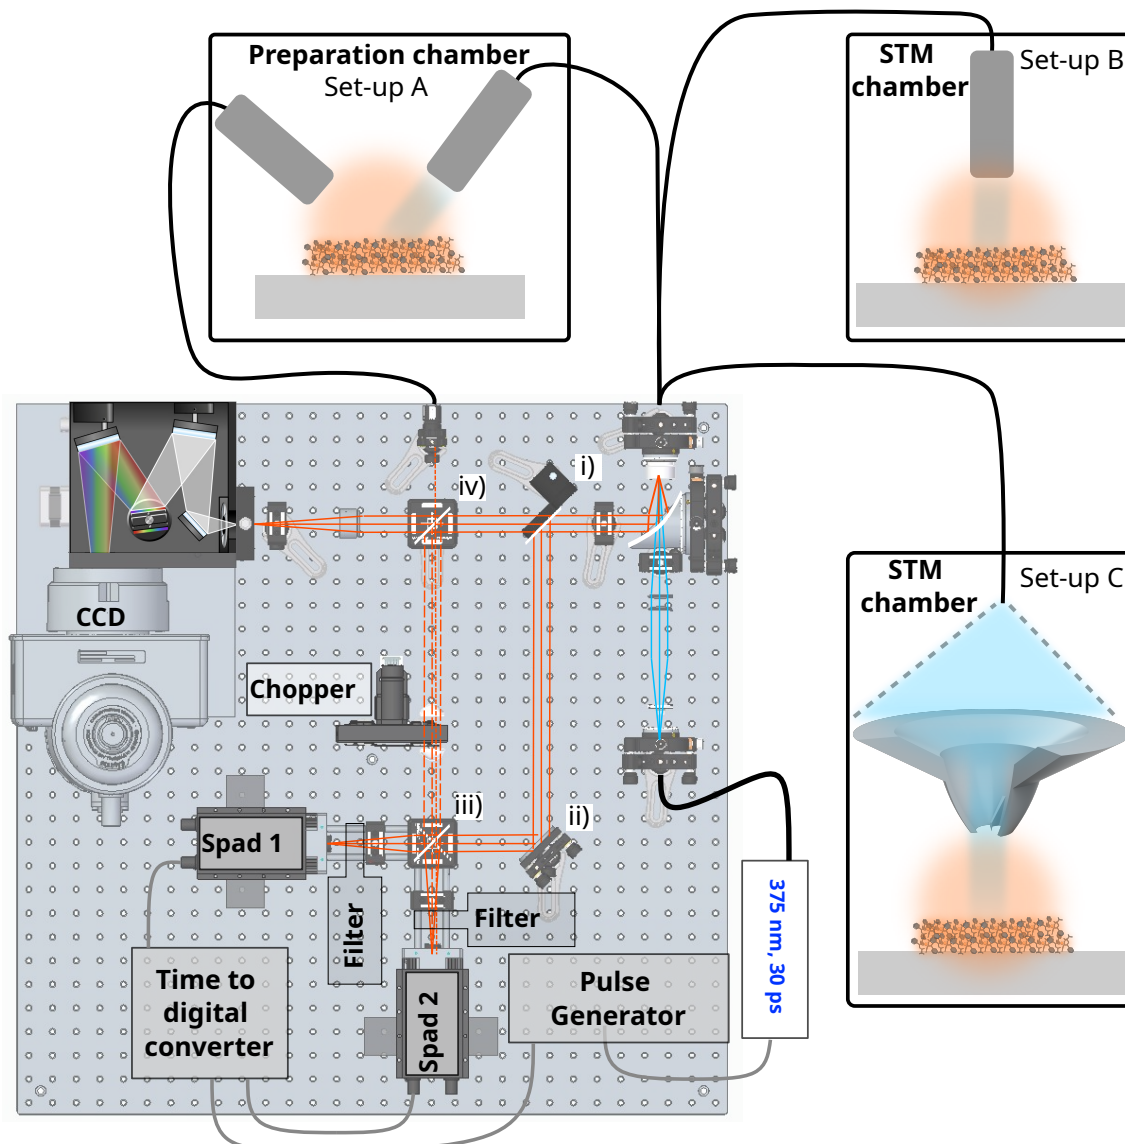 Preparation chamber
Set-up A
STM
chamber
Set-up B
i)
iv)
CCD
Chopper
STM
chamber
Set-up C
iii)
ii)
Spad 1
Filter
Filter
375 nm, 30 ps
Time to
digital
converter
Spad 2
Pulse
Generator